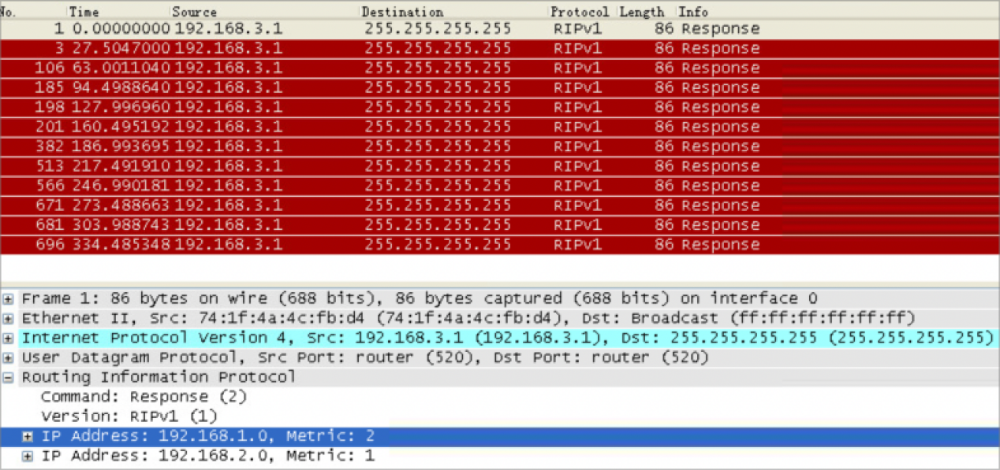 No. Time Source Destination Protocol Length Info
1 0.00000000 192.168.3.1 255.255.255.255 RIPv1 86 Response
3 27.5047000 192.168.3.1 255.255.255.255 RIPv1 86 Response
106 63.0011040 192.168.3.1 255.255.255.255 RIPv1 86 Response
185 94.4988640 192.168.3.1 255.255.255.255 RIPv1 86 Response
198 127.996960 192.168.3.1 255.255.255.255 RIPv1 86 Response
201 160.495192 192.168.3.1 255.255.255.255 RIPv1 86 Response
382 186.993695 192.168.3.1 255.255.255.255 RIPv1 86 Response
513 217.491910 192.168.3.1 255.255.255.255 RIPv1 86 Response
566 246.990181 192.168.3.1 255.255.255.255 RIPv1 86 Response
671 273.488663 192.168.3.1 255.255.255.255 RIPv1 86 Response
681 303.988743 192.168.3.1 255.255.255.255 RIPv1 86 Response
696 334.485348 192.168.3.1 255.255.255.255 RIPv1 86 Response
Frame 1: 86 bytes on wire (688 bits), 86 bytes captured (688 bits) on interface 0
Ethernet II, Src: 74:1f:4a:4c:fb:d4 (74:1f:4a:4c:fb:d4), Dst: Broadcast (ff:ff:ff:ff:ff:ff)
Internet Protocol Version 4, Src: 192.168.3.1 (192.168.3.1), Dst: 255.255.255.255 (255.255.255.255)
User Datagram Protocol, Src Port: router (520), Dst Port: router (520)
Routing Information Protocol
Command: Response (2)
Version: RIPv1 (1)
IP Address: 192.168.1.0, Metric: 2
IP Address: 192.168.2.0, Metric: 1